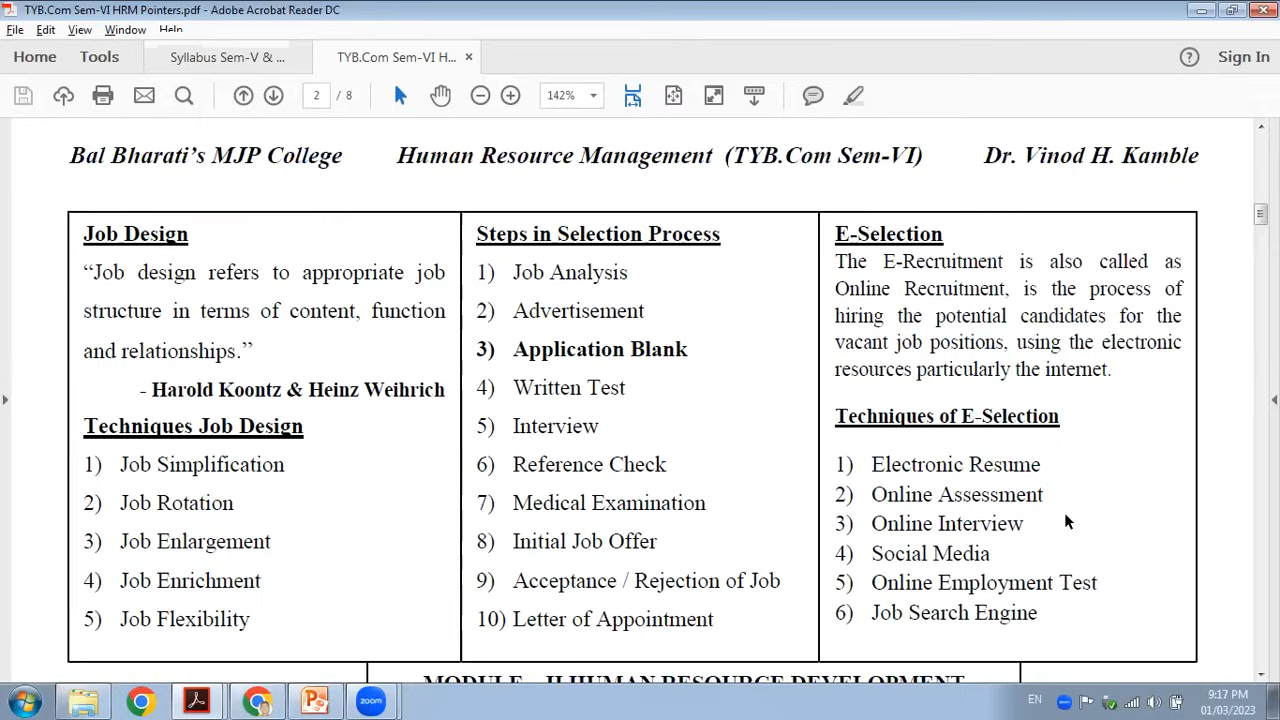 TYB.Com Sem-VI HRM Pointers.pdf - Adobe Acrobat Reader DC
File Edit View Window Help
Home Tools Syllabus Sem-V & ... TYB.Com Sem-VI H... × Sign In
2 / 8 142%
Bal Bharati’s MJP College Human Resource Management (TYB.Com Sem-VI) Dr. Vinod H. Kamble
Job Design
“Job design refers to appropriate job
structure in terms of content, function
and relationships.”
- Harold Koontz & Heinz Weihrich
Techniques Job Design
1) Job Simplification
2) Job Rotation
3) Job Enlargement
4) Job Enrichment
5) Job Flexibility
Steps in Selection Process
1) Job Analysis
2) Advertisement
3) Application Blank
4) Written Test
5) Interview
6) Reference Check
7) Medical Examination
8) Initial Job Offer
9) Acceptance / Rejection of Job
10) Letter of Appointment
E-Selection
The E-Recruitment is also called as
Online Recruitment, is the process of
hiring the potential candidates for the
vacant job positions, using the electronic
resources particularly the internet.
Techniques of E-Selection
1) Electronic Resume
2) Online Assessment
3) Online Interview
4) Social Media
5) Online Employment Test
6) Job Search Engine
MODULE – II HUMAN RESOURCE DEVELOPMENT
zoom EN 9:17 PM
01/03/2023